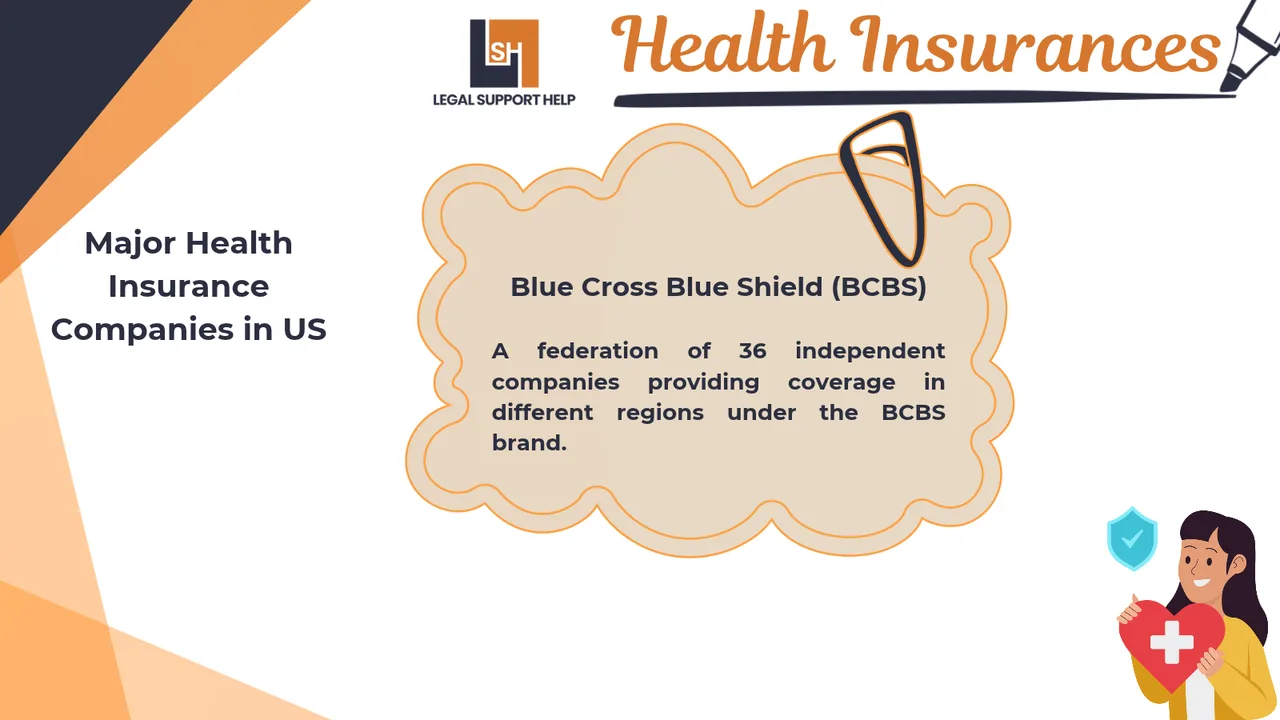 SH
LEGAL SUPPORT HELP
Health Insurances
Major Health
Insurance
Companies in US
Blue Cross Blue Shield (BCBS)
A federation of 36 independent
companies providing coverage in
different regions under the BCBS
brand.